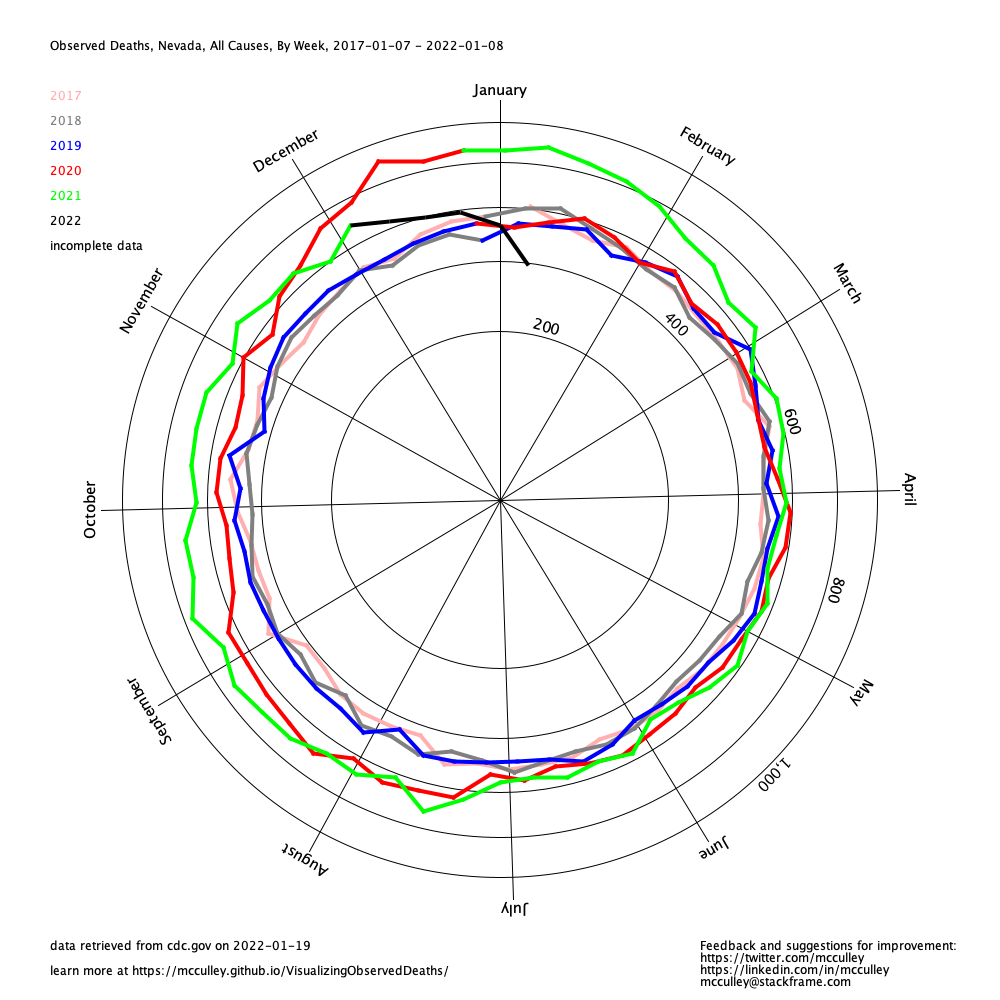 Observed Deaths, Nevada, All Causes, By Week, 2017-01-07 - 2022-01-08
2017
2018
2019
2020
2021
2022
incomplete data
January
February
March
April
May
June
July
August
September
October
November
December
200
400
600
800
1,000
data retrieved from cdc.gov on 2022-01-19
learn more at https://mcculley.github.io/VisualizingObservedDeaths/
Feedback and suggestions for improvement:
https://twitter.com/mcculley
https://linkedin.com/in/mcculley
mcculley@stackframe.com